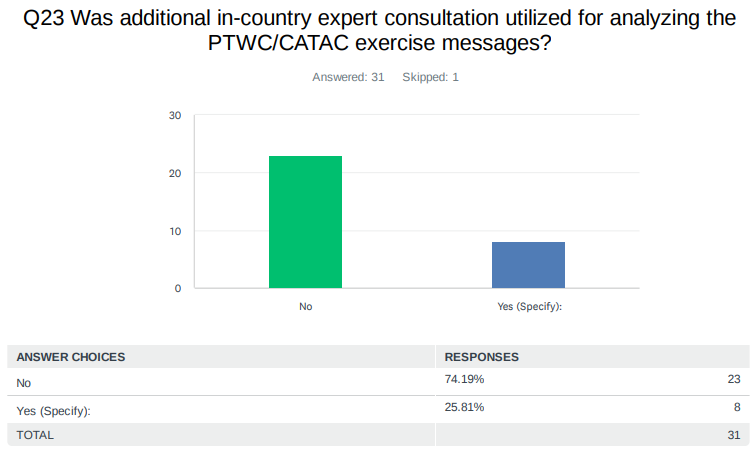 Q23 Was additional in-country expert consultation utilized for analyzing the
PTWC/CATAC exercise messages?
Answered: 31 Skipped: 1
30
20
10
0
No Yes (Specify):
ANSWER CHOICES RESPONSES
No 74.19% 23
Yes (Specify): 25.81% 8
TOTAL 31